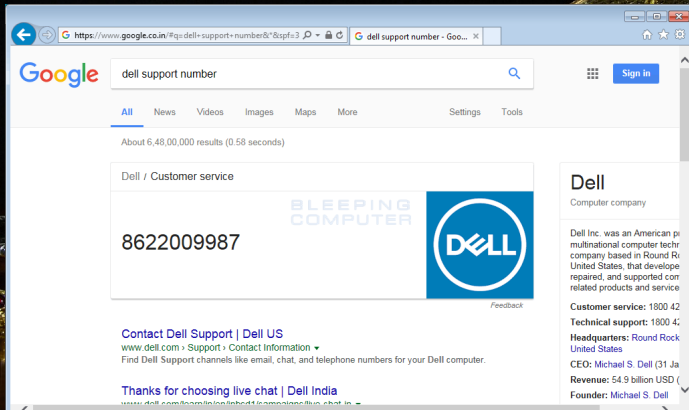 https://www.google.co.in/#q=dell+support+number&*&spf=3
dell support number - Goo...
Google
dell support number
Sign in
All News Videos Images Maps More Settings Tools
About 6,48,00,000 results (0.58 seconds)
Dell / Customer service
BLEEPING
COMPUTER
8622009987
DELL
Feedback
Contact Dell Support | Dell US
www.dell.com › Support › Contact Information
Find Dell Support channels like email, chat, and telephone numbers for your Dell computer.
Thanks for choosing live chat | Dell India
Dell
Computer company
Dell Inc. was an American
multinational computer
company based in Round
United States, that
repaired, and supported
related products and
Customer service: 1800 42
Technical support: 1800 42
Headquarters: Round Rock
United States
CEO: Michael S. Dell (31 Ja
Revenue: 54.9 billion USD (
Founder: Michael S. Dell